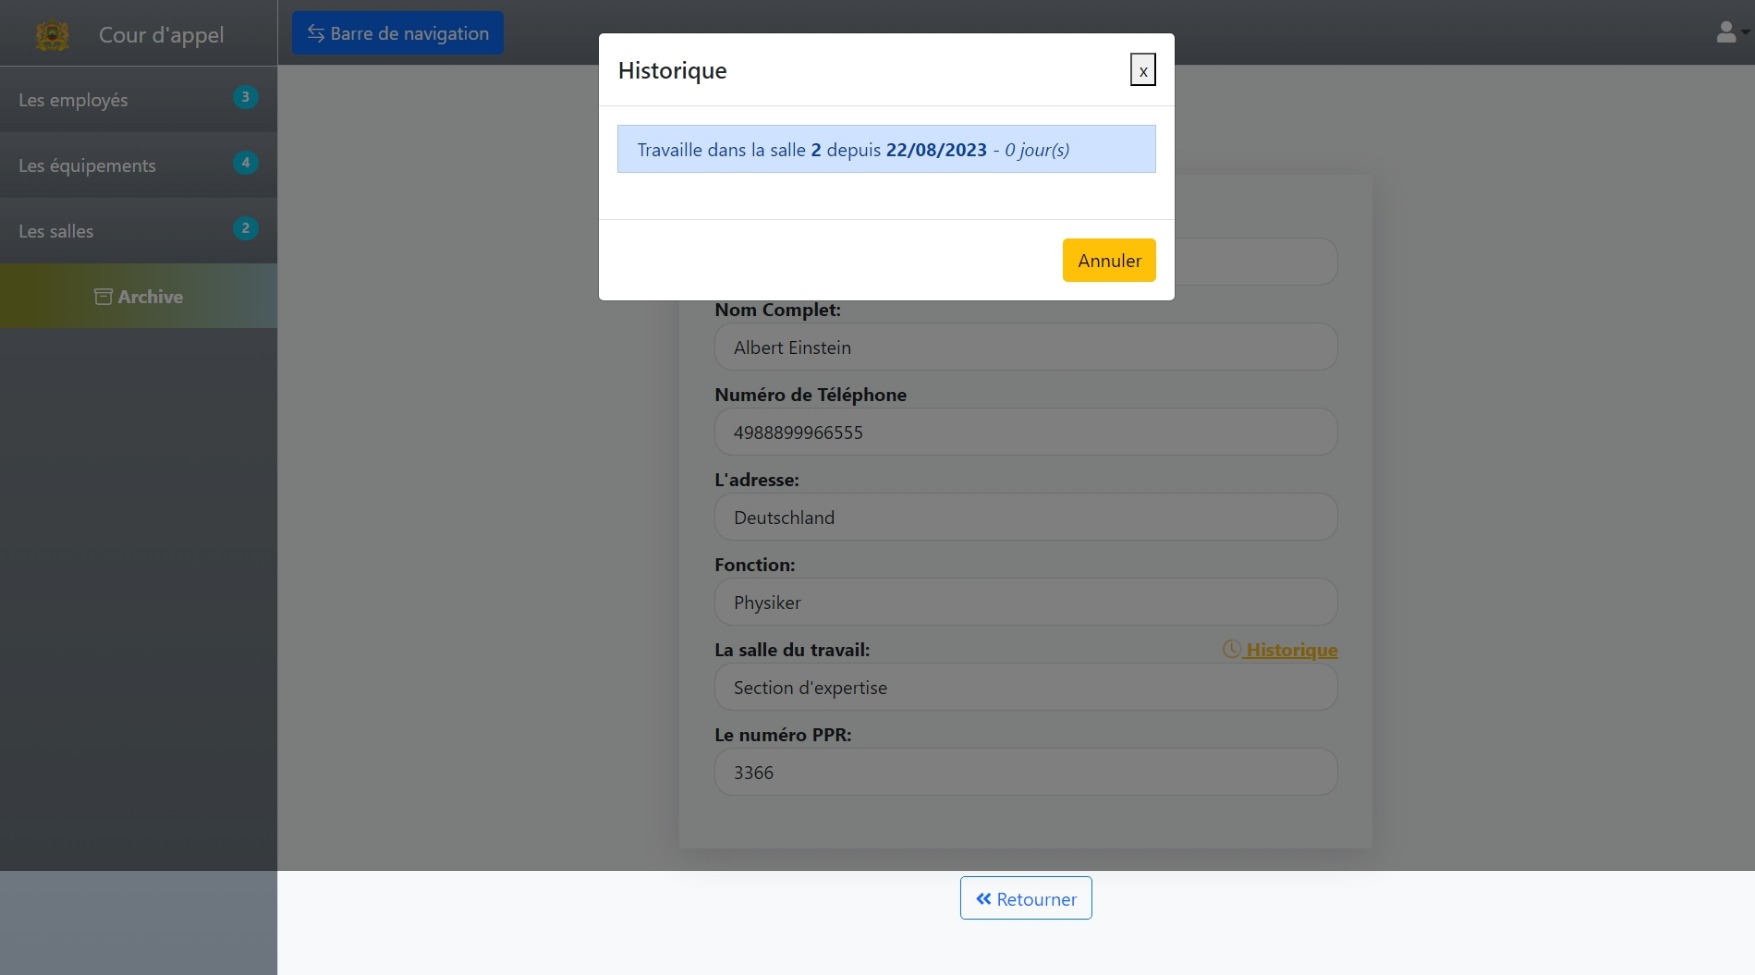 Cour d'appel
Barre de navigation
Les employés 3
Les équipements 4
Les salles 2
Archive
Historique
x
Travaille dans la salle 2 depuis 22/08/2023 - 0 jour(s)
Annuler
Nom Complet:
Albert Einstein
Numéro de Téléphone
4988899966555
L'adresse:
Deutschland
Fonction:
Physiker
La salle du travail: Historique
Section d'expertise
Le numéro PPR:
3366
Retourner